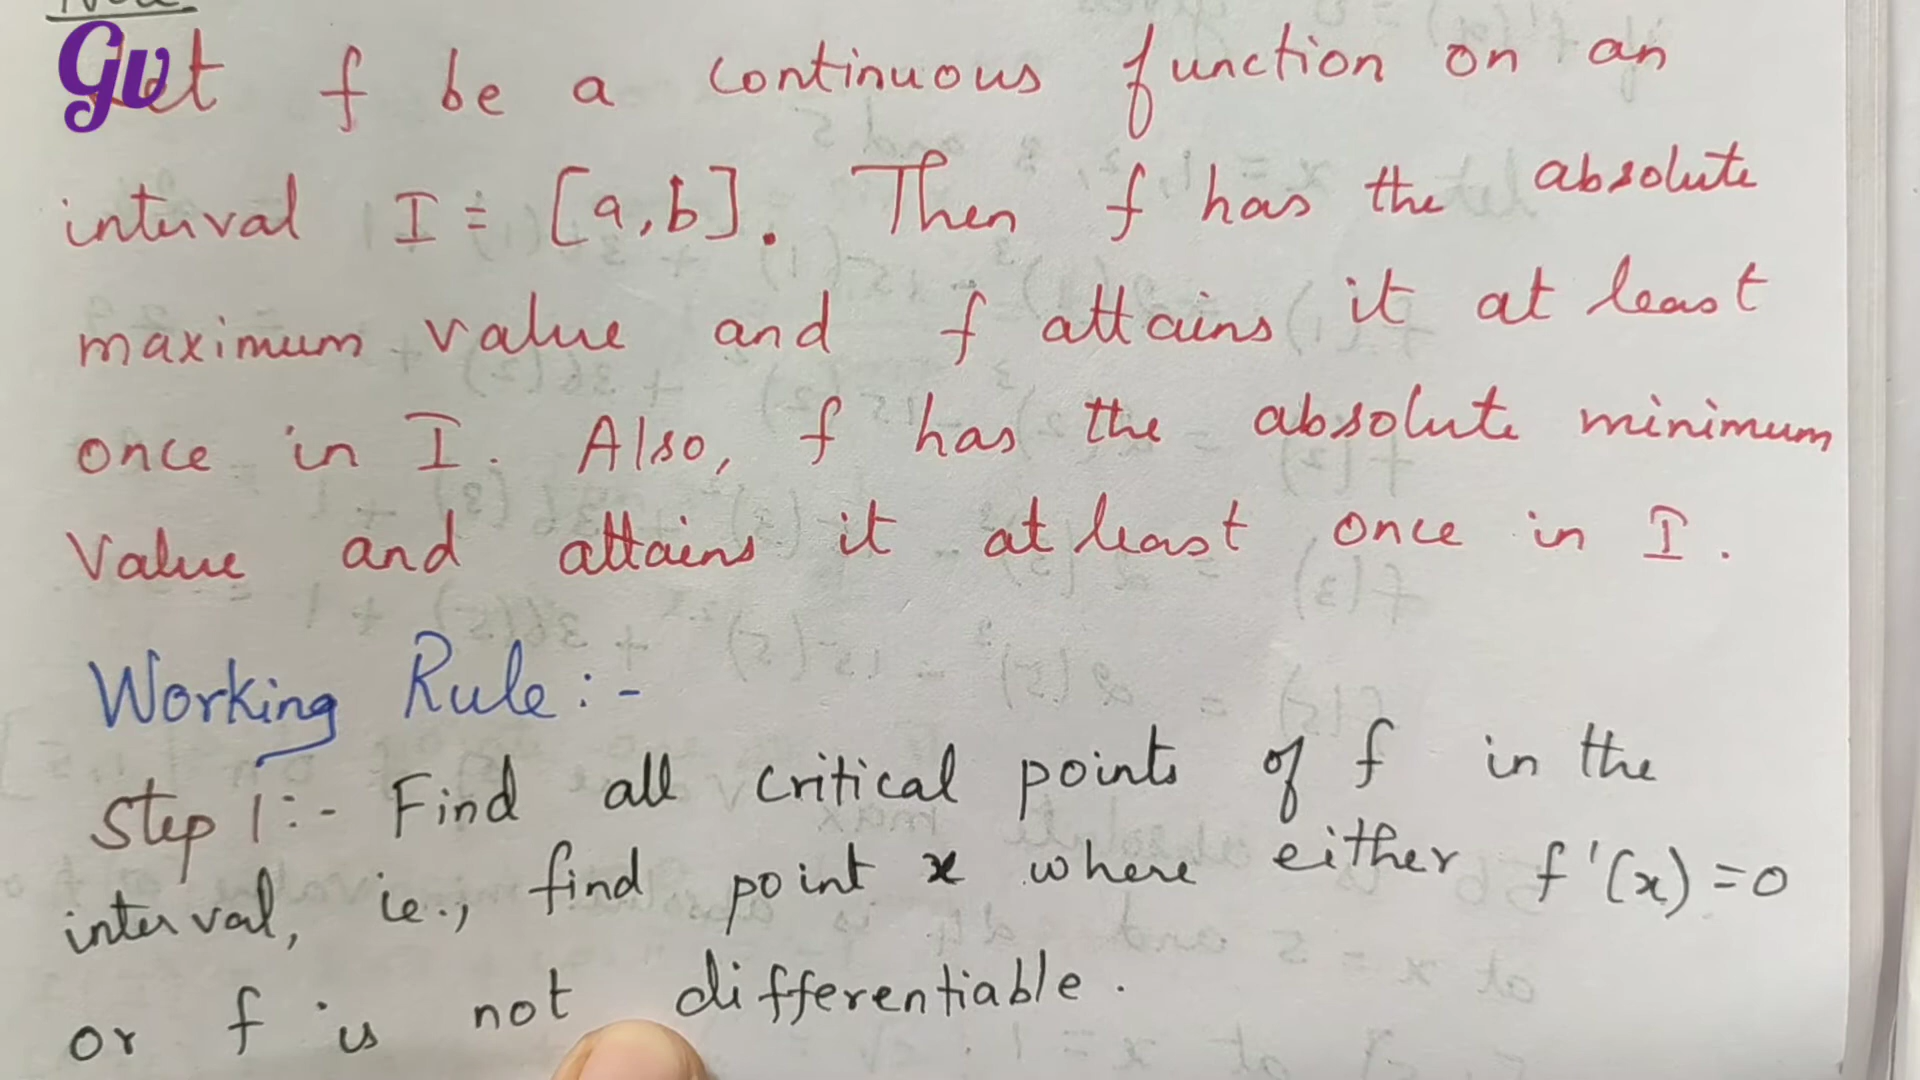 Gv
Let f be a continuous function on an
interval I = [a,b]. Then f has the absolute
maximum value and f attains it at least
once in I. Also, f has the absolute minimum
Value and attains it at least once in I.
Working Rule:-
Step 1:- Find all critical points of f in the
interval, ie., find point x where either f'(x)=0
or f is not differentiable.